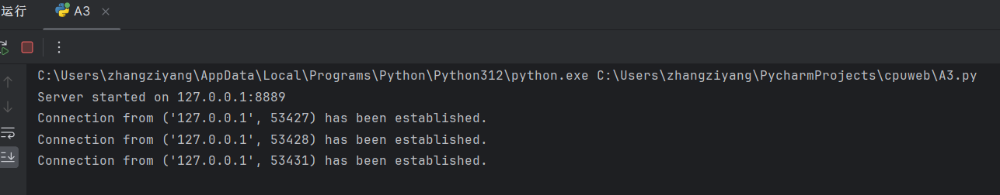 运行
A3
C:\Users\zhangziyang\AppData\Local\Programs\Python\Python312\python.exe C:\Users\zhangziyang\PycharmProjects\cpuweb\A3.py
Server started on 127.0.0.1:8889
Connection from ('127.0.0.1', 53427) has been established.
Connection from ('127.0.0.1', 53428) has been established.
Connection from ('127.0.0.1', 53431) has been established.